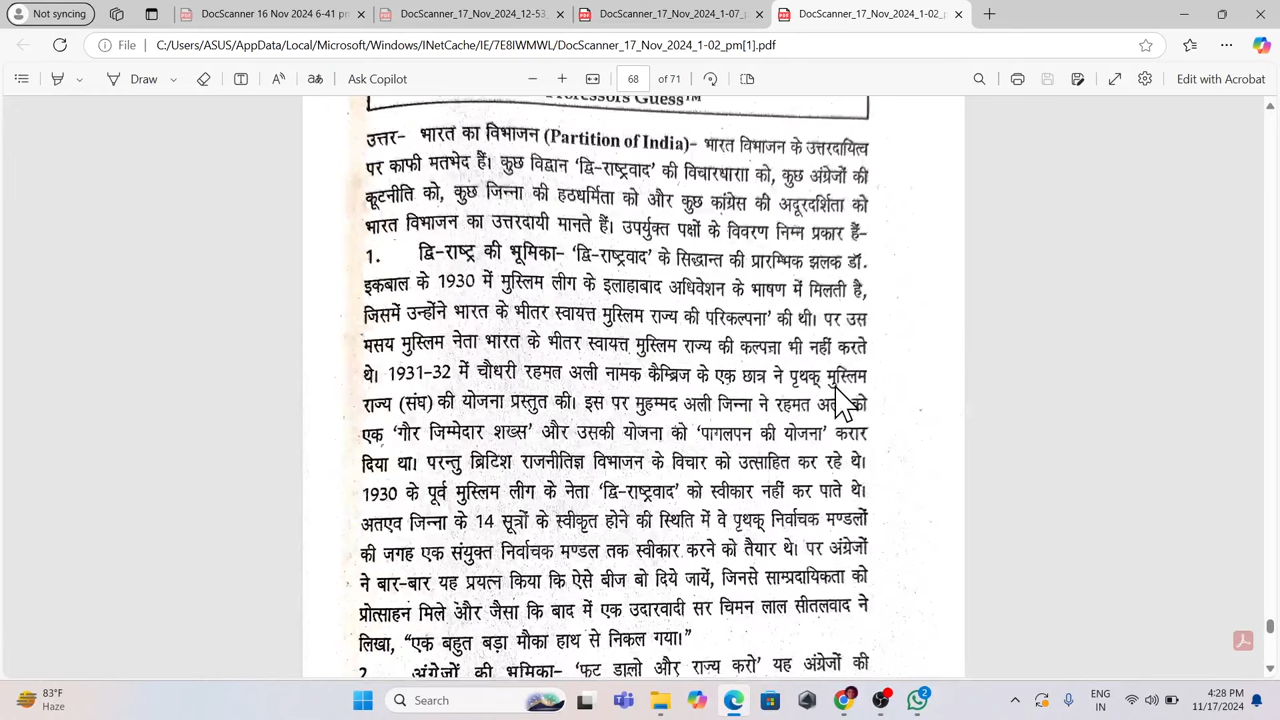 Not syncing
DocScanner 16 Nov 2024 6-41 pm
DocScanner_17_Nov_2024_12-53
DocScanner_17_Nov_2024_1-07_p
DocScanner_17_Nov_2024_1-02_p
File C:/Users/ASUS/AppData/Local/Microsoft/Windows/INetCache/IE/7E8IWMWL/DocScanner_17_Nov_2024_1-02_pm[1].pdf
Draw Ask Copilot 68 of 71 Edit with Acrobat
Professors Guess™
उत्तर- भारत का विभाजन (Partition of India)- भारत विभाजन के उत्तरदायित्व
पर काफी मतभेद हैं। कुछ विद्वान 'द्वि-राष्ट्रवाद' की विचारधाराा को, कुछ अंग्रेजों की
कूटनीति को, कुछ जिन्ना की हठधर्मिता को और कुछ कांग्रेस की अदूरदर्शिता को
भारत विभाजन का उत्तरदायी मानते हैं। उपर्युक्त पक्षों के विवरण निम्न प्रकार हैं-
1. द्वि-राष्ट्र की भूमिका- 'द्वि-राष्ट्रवाद' के सिद्धान्त की प्रारम्भिक झलक डॉ.
इकबाल के 1930 में मुस्लिम लीग के इलाहाबाद अधिवेशन के भाषण में मिलती है,
जिसमें उन्होंने भारत के भीतर स्वायत्त मुस्लिम राज्य की परिकल्पना' की थी। पर उस
मसय मुस्लिम नेता भारत के भीतर स्वायत्त मुस्लिम राज्य की कल्पना भी नहीं करते
थे। 1931-32 में चौधरी रहमत अली नामक कैम्ब्रिज के एक छात्र ने पृथक् मुस्लिम
राज्य (संघ) की योजना प्रस्तुत की। इस पर मुहम्मद अली जिन्ना ने रहमत को
एक 'गौर जिम्मेदार शख्स' और उसकी योजना को 'पागलपन की योजना' करार
दिया था। परन्तु ब्रिटिश राजनीतिज्ञ विभाजन के विचार को उत्साहित कर रहे थे।
1930 के पूर्व मुस्लिम लीग के नेता 'द्वि-राष्ट्रवाद' को स्वीकार नहीं कर पाते थे।
अतएव जिन्ना के 14 सूत्रों के स्वीकृत होने की स्थिति में वे पृथक् निर्वाचक मण्डलों
की जगह एक संयुक्त निर्वाचक मण्डल तक स्वीकार करने को तैयार थे। पर अंग्रेजों
ने बार-बार यह प्रयत्न किया कि ऐसे बीज बो दिये जायें, जिनसे साम्प्रदायिकता को
प्रोत्साहन मिले और जैसा कि बाद में एक उदारवादी सर चिमन लाल सीतलवाद ने
लिखा, "एक बहुत बड़ा मौका हाथ से निकल गया।"
2. अंग्रेजों की भूमिका- 'फूट डालो और राज्य करो' यह अंग्रेजों की
83°F
Haze
Search
ENG
IN
4:28 PM
11/17/2024
2